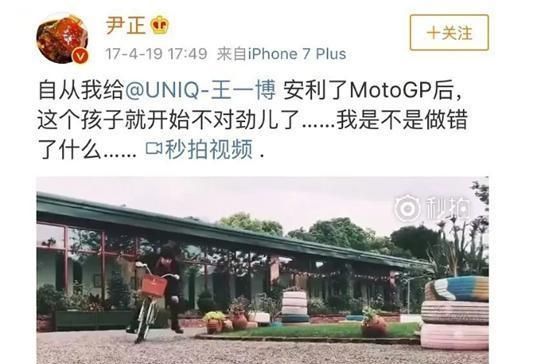 尹正
17-4-19 17:49 来自iPhone 7 Plus
+关注
自从我给@UNIQ-王一博 安利了MotoGP后，
这个孩子就开始不对劲儿了……我是不是做错
了什么…… 秒拍视频 .
秒拍